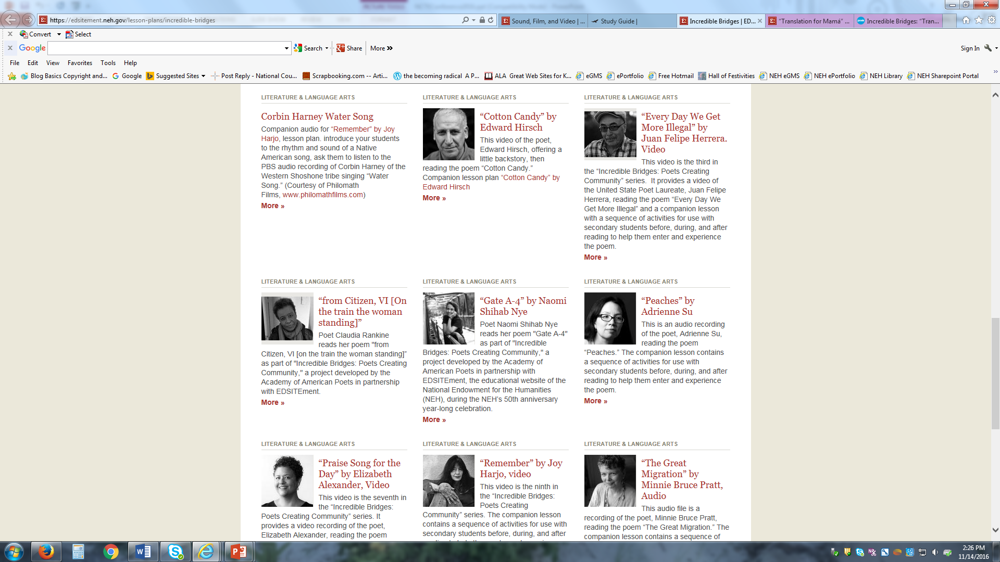 https://edsitement.neh.gov/lesson-plans/incredible-bridges
Sound, Film, and Video | ...
Study Guide |
Incredible Bridges | ED...
“Translation for Mamá” ...
Incredible Bridges: “Tran...
Convert
Select
Google
Search
Share
More »
Sign In
File Edit View Favorites Tools Help
Blog Basics Copyright and...
Google
Suggested Sites
Post Reply - National Cou...
Scrapbooking.com -- Arti...
the becoming radical A P...
ALA Great Web Sites for K...
eGMS
ePortfolio
Free Hotmail
Hall of Festivities
NEH eGMS
NEH ePortfolio
NEH Library
NEH Sharepoint Portal
LITERATURE & LANGUAGE ARTS
Corbin Harney Water Song
Companion audio for “Remember” by Joy
Harjo, lesson plan. introduce your students
to the rhythm and sound of a Native
American song, ask them to listen to the
PBS audio recording of Corbin Harney of the
Western Shoshone tribe singing “Water
Song.” (Courtesy of Philomath
Films, www.philomathfilms.com)
More »
LITERATURE & LANGUAGE ARTS
“Cotton Candy” by
Edward Hirsch
This video of the poet,
Edward Hirsch, offering a
little backstory, then
reading the poem “Cotton Candy.”
Companion lesson plan “Cotton Candy” by
Edward Hirsch
More »
LITERATURE & LANGUAGE ARTS
“Every Day We Get
More Illegal” by
Juan Felipe Herrera.
Video
This video is the third in
the “Incredible Bridges: Poets Creating
Community” series. It provides a video of
the United State Poet Laureate, Juan Felipe
Herrera, reading the poem “Every Day We
Get More Illegal” and a companion lesson
with a sequence of activities for use with
secondary students before, during, and after
reading to help them enter and experience
the poem.
More »
LITERATURE & LANGUAGE ARTS
“from Citizen, VI [On
the train the woman
standing]”
Poet Claudia Rankine
reads her poem "from
Citizen, VI [on the train the woman standing]”
as part of "Incredible Bridges: Poets Creating
Community," a project developed by the
Academy of American Poets in partnership
with EDSITEment.
More »
LITERATURE & LANGUAGE ARTS
“Gate A-4” by Naomi
Shihab Nye
Poet Naomi Shihab Nye
reads her poem "Gate A-4"
as part of "Incredible
Bridges: Poets Creating Community," a
project developed by the Academy of
American Poets in partnership with
EDSITEment, the educational website of the
National Endowment for the Humanities
(NEH), during the NEH’s 50th anniversary
year-long celebration.
More »
LITERATURE & LANGUAGE ARTS
“Peaches” by
Adrienne Su
This is an audio recording
of the poet, Adrienne Su,
reading the poem
“Peaches.” The companion lesson contains
a sequence of activities for use with
secondary students before, during, and after
reading to help them enter and experience
the poem.
More »
LITERATURE & LANGUAGE ARTS
“Praise Song for the
Day” by Elizabeth
Alexander, Video
This video is the seventh in
the “Incredible Bridges:
Poets Creating Community” series. It
provides a video recording of the poet,
Elizabeth Alexander, reading the poem
LITERATURE & LANGUAGE ARTS
“Remember” by Joy
Harjo, video
This video is the ninth in
the “Incredible Bridges:
Poets Creating
Community” series. The companion lesson
contains a sequence of activities for use with
secondary students before, during, and after
LITERATURE & LANGUAGE ARTS
“The Great
Migration” by
Minnie Bruce Pratt,
Audio
This audio file is a
recording of the poet, Minnie Bruce Pratt,
reading the poem “The Great Migration.” The
companion lesson contains a sequence of
2:26 PM
11/14/2016